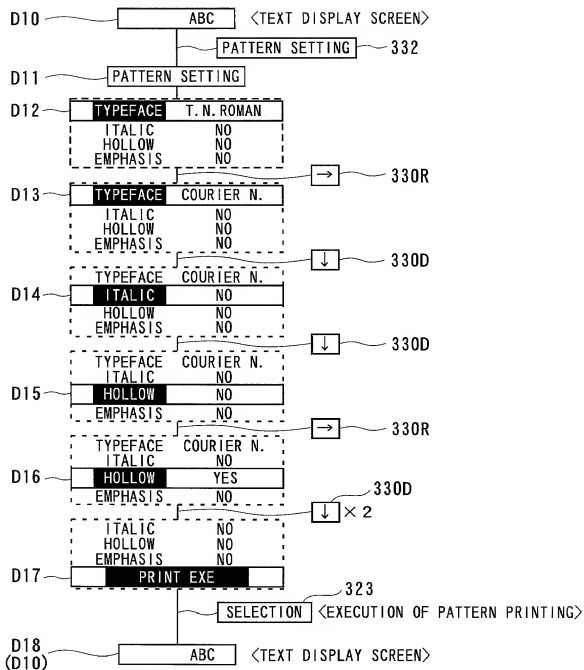 D10 ABC <TEXT DISPLAY SCREEN>
PATTERN SETTING 332
D11 PATTERN SETTING
D12 TYPEFACE T.N.ROMAN
ITALIC NO
HOLLOW NO
EMPHASIS NO
→ 330R
D13 TYPEFACE COURIER N.
ITALIC NO
HOLLOW NO
EMPHASIS NO
↓ 330D
TYPEFACE COURIER N.
D14 ITALIC NO
HOLLOW NO
EMPHASIS NO
↓ 330D
TYPEFACE COURIER N.
ITALIC NO
D15 HOLLOW NO
EMPHASIS NO
→ 330R
TYPEFACE COURIER N.
ITALIC NO
D16 HOLLOW YES
EMPHASIS NO
330D
↓ ×2
ITALIC NO
HOLLOW NO
EMPHASIS NO
D17 PRINT EXE
323
SELECTION <EXECUTION OF PATTERN PRINTING>
D18 ABC <TEXT DISPLAY SCREEN>
(D10)